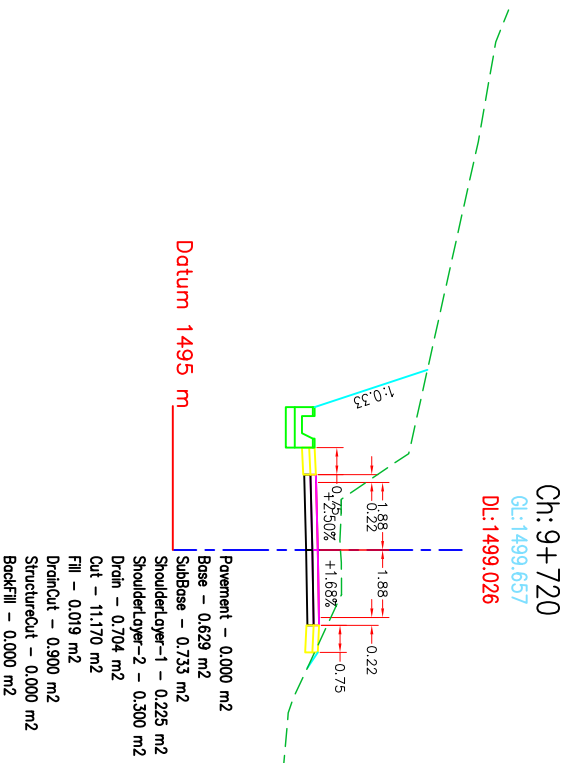 Ch: 9+720
GL:1499.657
DL:1499.026
1:0.33
0.75
0.22
1.88
1.88
0.22
0.75
+2.50%
+1.68%
Datum 1495 m
Pavement - 0.000 m2
Base - 0.629 m2
SubBase - 0.733 m2
ShoulderLayer-1 - 0.225 m2
ShoulderLayer-2 - 0.300 m2
Drain - 0.704 m2
Cut - 11.170 m2
Fill - 0.019 m2
DrainCut - 0.900 m2
StructureCut - 0.000 m2
BackFill - 0.000 m2